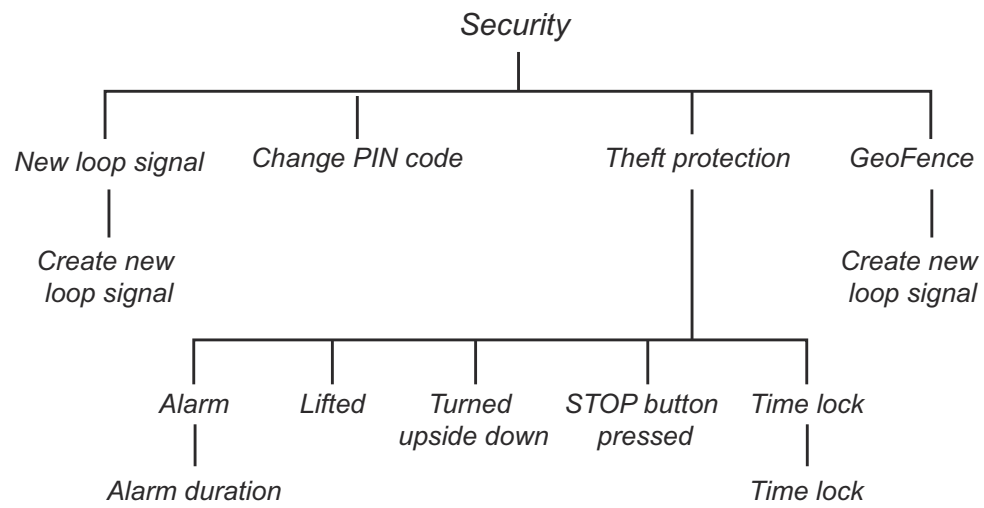 Security
New loop signal
Change PIN code
Theft protection
GeoFence
Create new
loop signal
Create new
loop signal
Alarm
Lifted
Turned
upside down
STOP button
pressed
Time lock
Alarm duration
Time lock